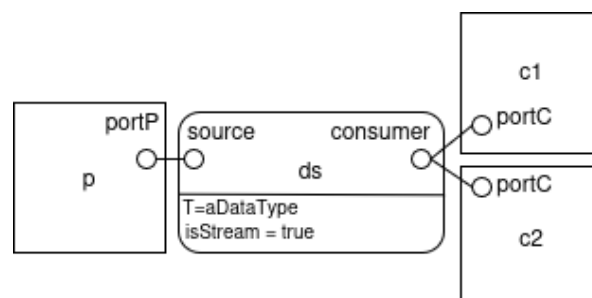 c1
portC
portP
source
consumer
p
ds
portC
T=aDataType
isStream = true
c2